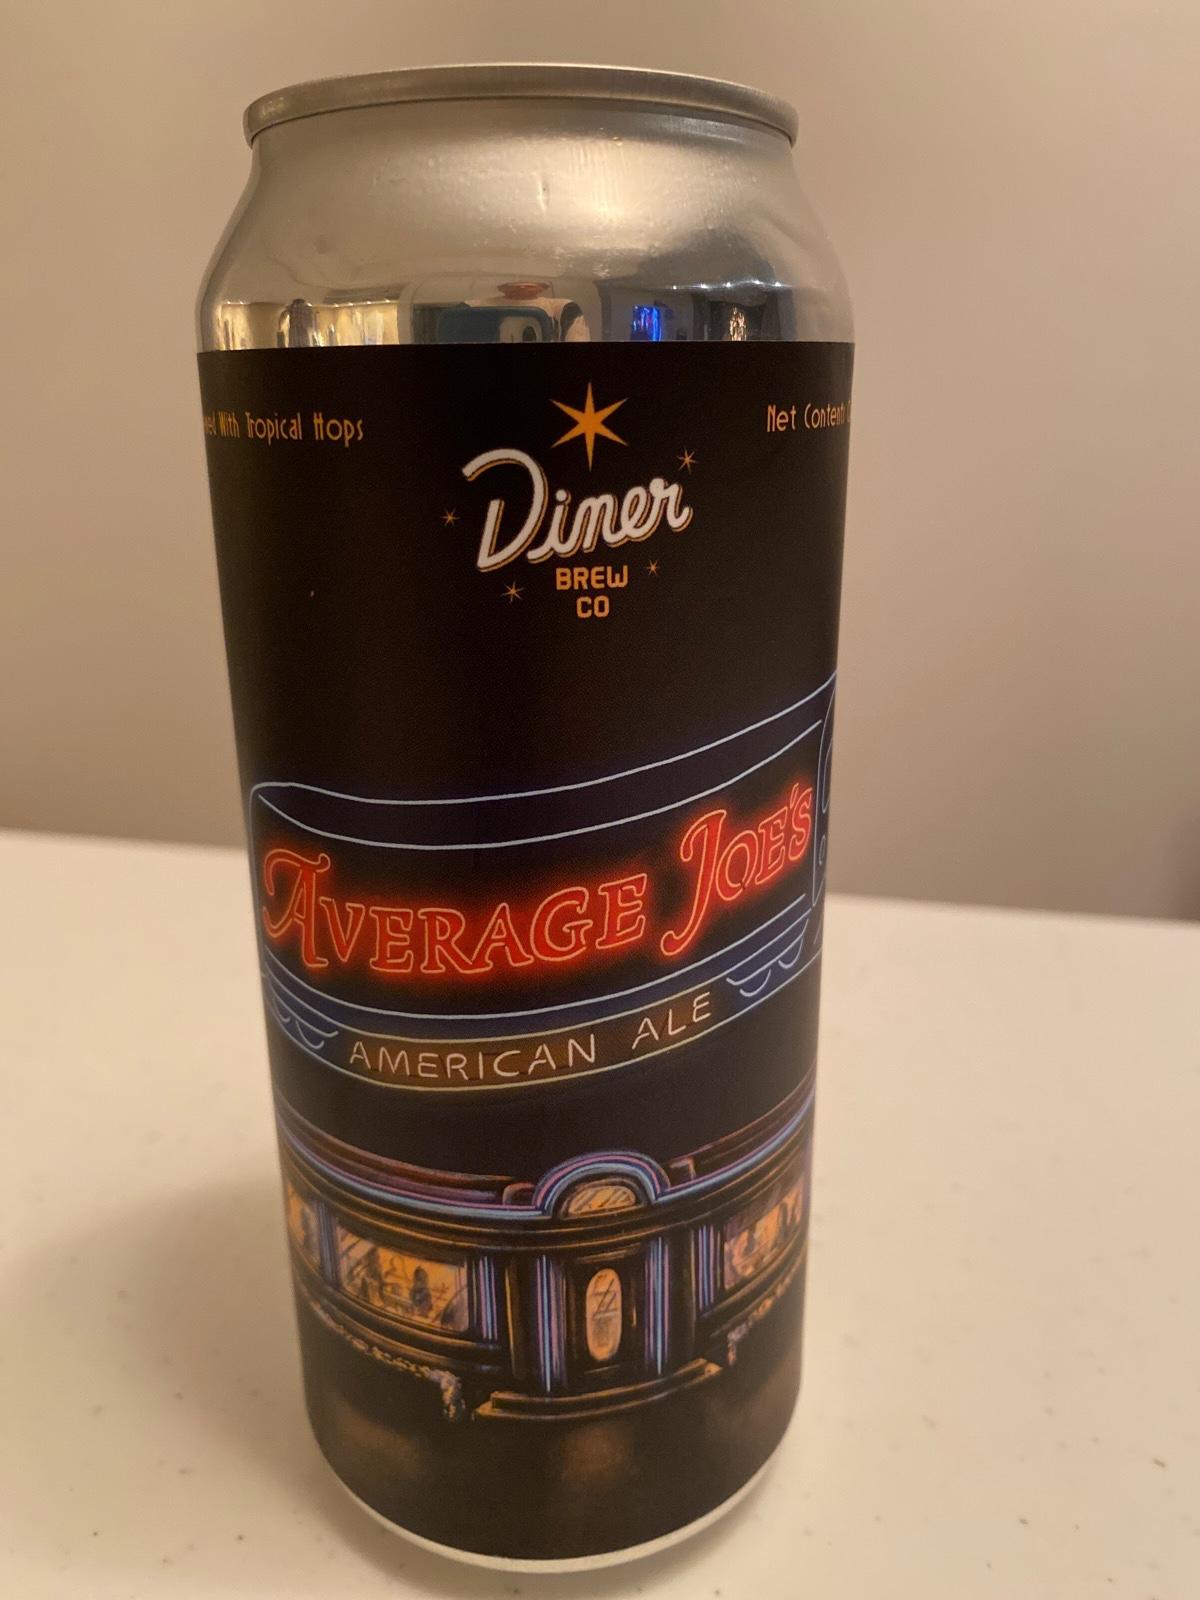 With Tropical Hops
Net Contents
Diner
BREW
CO
AVERAGE JOE'S
AMERICAN ALE